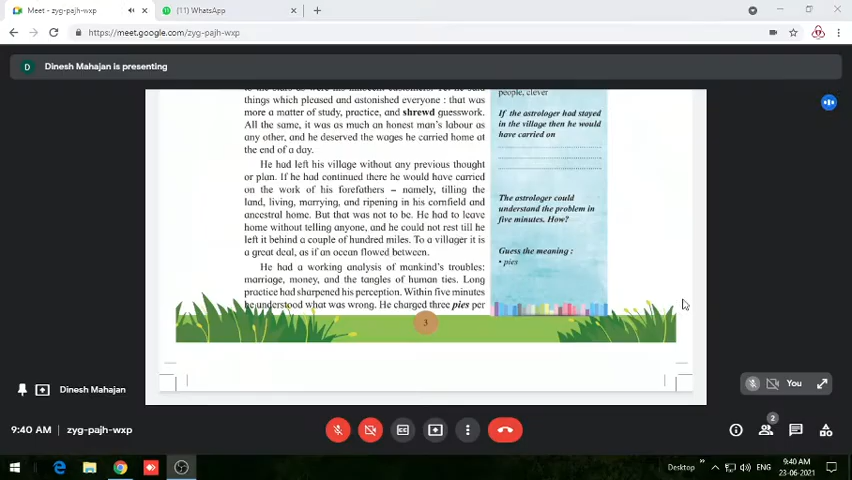 Meet - zyg-pajh-wxp
(11) WhatsApp
https://meet.google.com/zyg-pajh-wxp
D Dinesh Mahajan is presenting
things which pleased and astonished everyone : that was
more a matter of study, practice, and shrewd guesswork.
All the same, it was as much an honest man's labour as
any other, and he deserved the wages he carried home at
the end of a day.
He had left his village without any previous thought
or plan. If he had continued there he would have carried
on the work of his forefathers – namely, tilling the
land, living, marrying, and ripening in his cornfield and
ancestral home. But that was not to be. He had to leave
home without telling anyone, and he could not rest till he
left it behind a couple of hundred miles. To a villager it is
a great deal, as if an ocean flowed between.
He had a working analysis of mankind's troubles:
marriage, money, and the tangles of human ties. Long
practice had sharpened his perception. Within five minutes
he understood what was wrong. He charged three pies per
people, clever
If the astrologer had stayed
in the village then he would
have carried on
The astrologer could
understand the problem in
five minutes. How?
Guess the meaning :
• pies
3
Dinesh Mahajan
You
9:40 AM zyg-pajh-wxp
2
Desktop
ENG
9:40 AM
23-06-2021